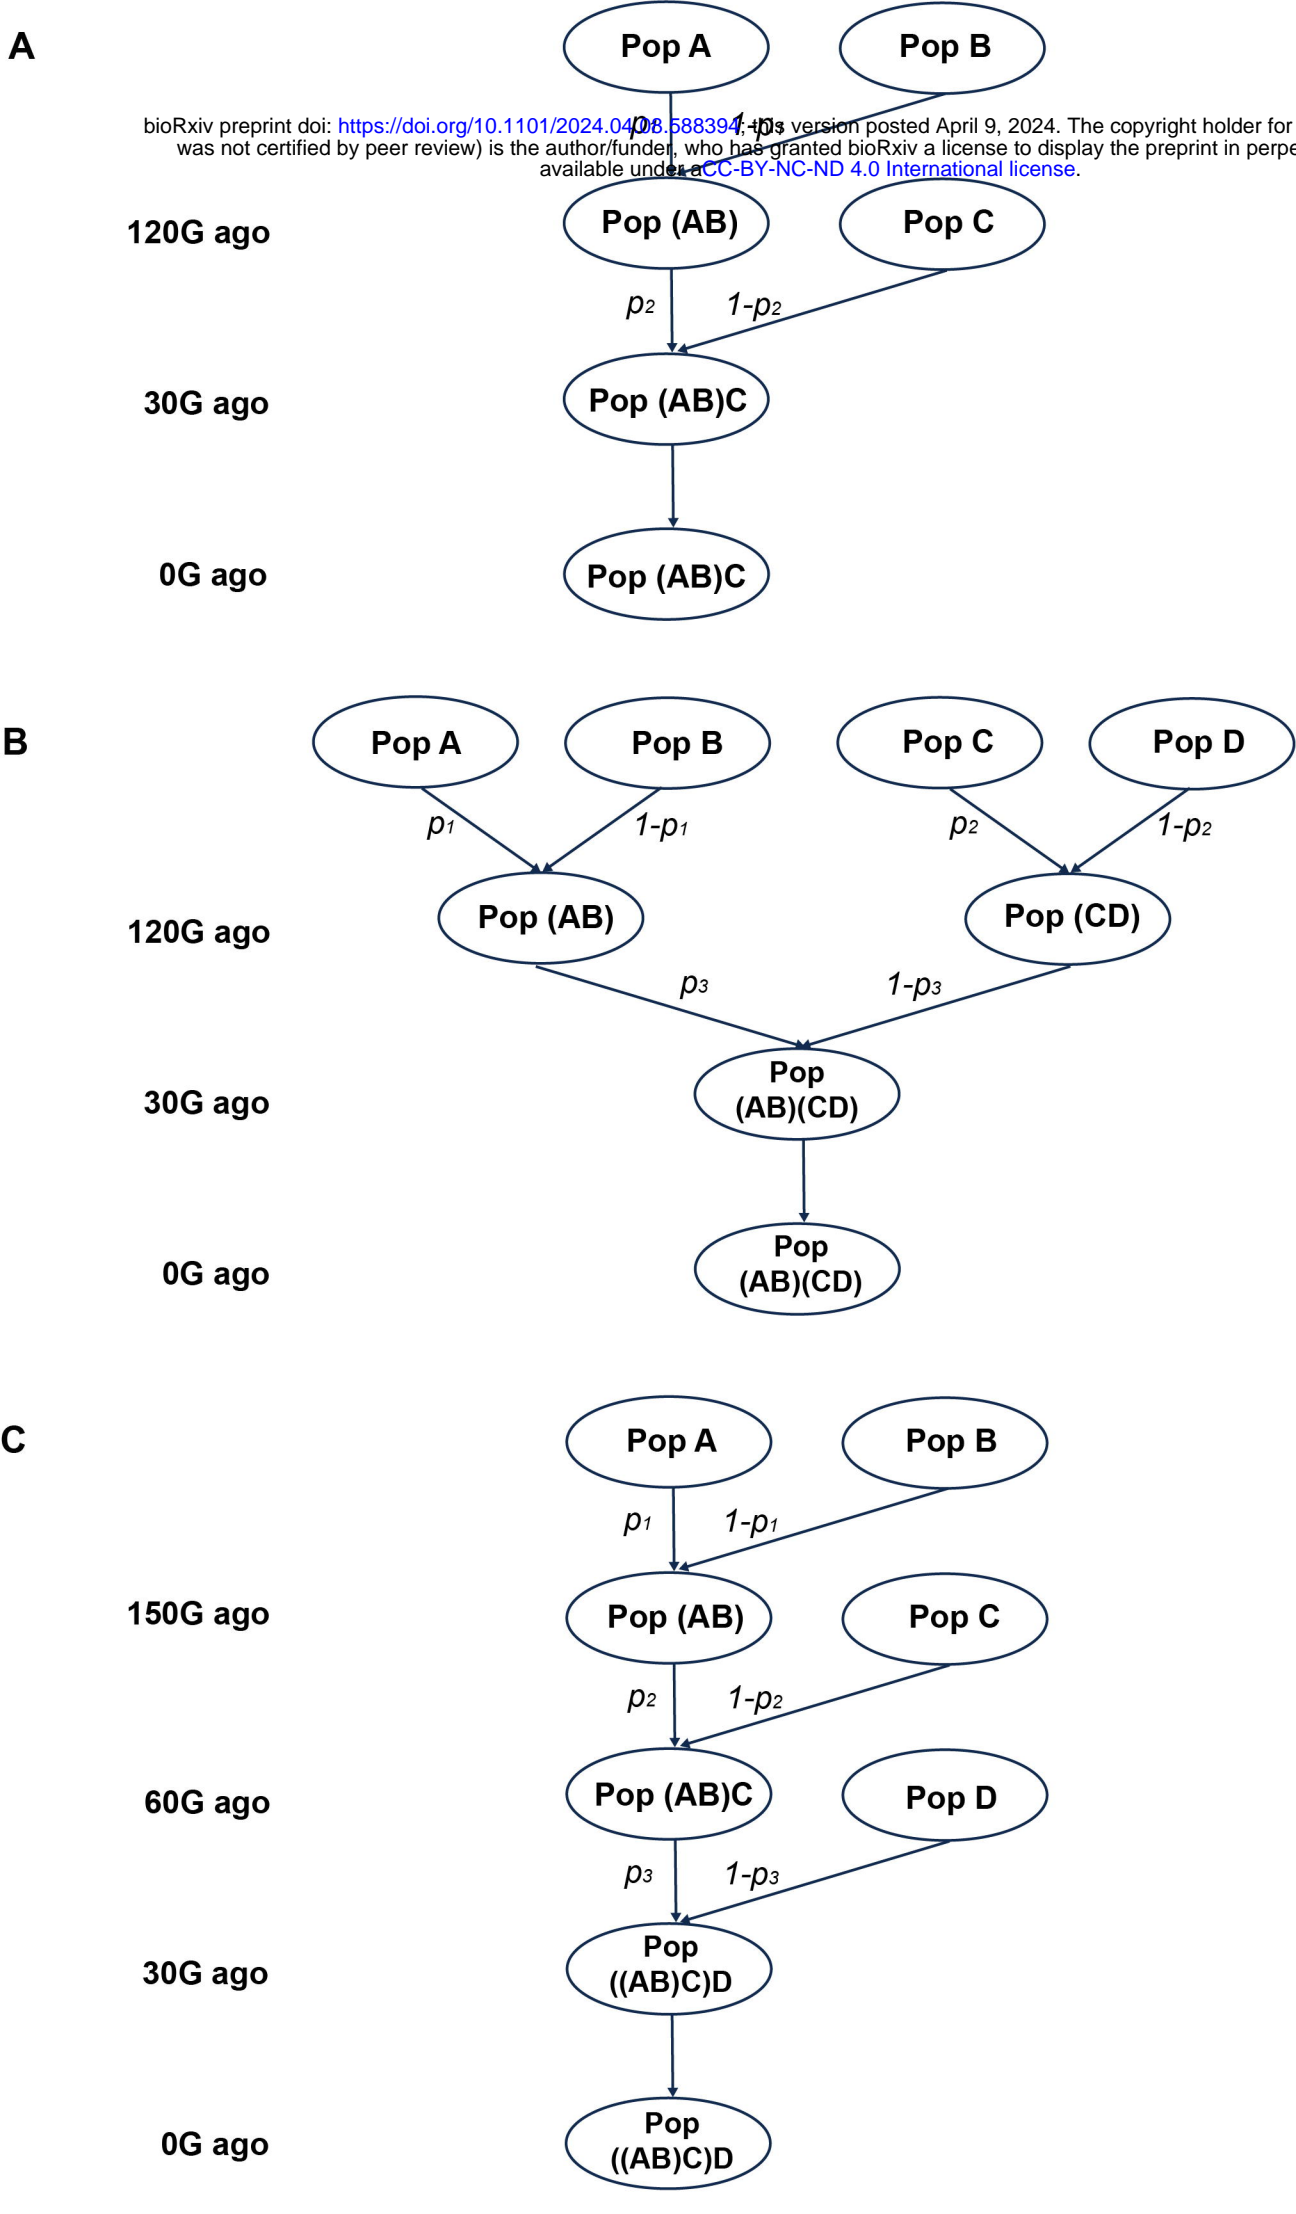 A
Pop A
Pop B
bioRxiv preprint doi: https://doi.org/10.1101/2024.04.08.588394; this version posted April 9, 2024. The copyright holder for
was not certified by peer review) is the author/funder, who has granted bioRxiv a license to display the preprint in perpe
available under aCC-BY-NC-ND 4.0 International license.
120G ago
Pop (AB)
Pop C
p2
1-p2
30G ago
Pop (AB)C
0G ago
Pop (AB)C
B
Pop A
Pop B
Pop C
Pop D
p1
1-p1
p2
1-p2
120G ago
Pop (AB)
Pop (CD)
p3
1-p3
30G ago
Pop
(AB)(CD)
0G ago
Pop
(AB)(CD)
C
Pop A
Pop B
p1
1-p1
150G ago
Pop (AB)
Pop C
p2
1-p2
60G ago
Pop (AB)C
Pop D
p3
1-p3
30G ago
Pop
((AB)C)D
0G ago
Pop
((AB)C)D